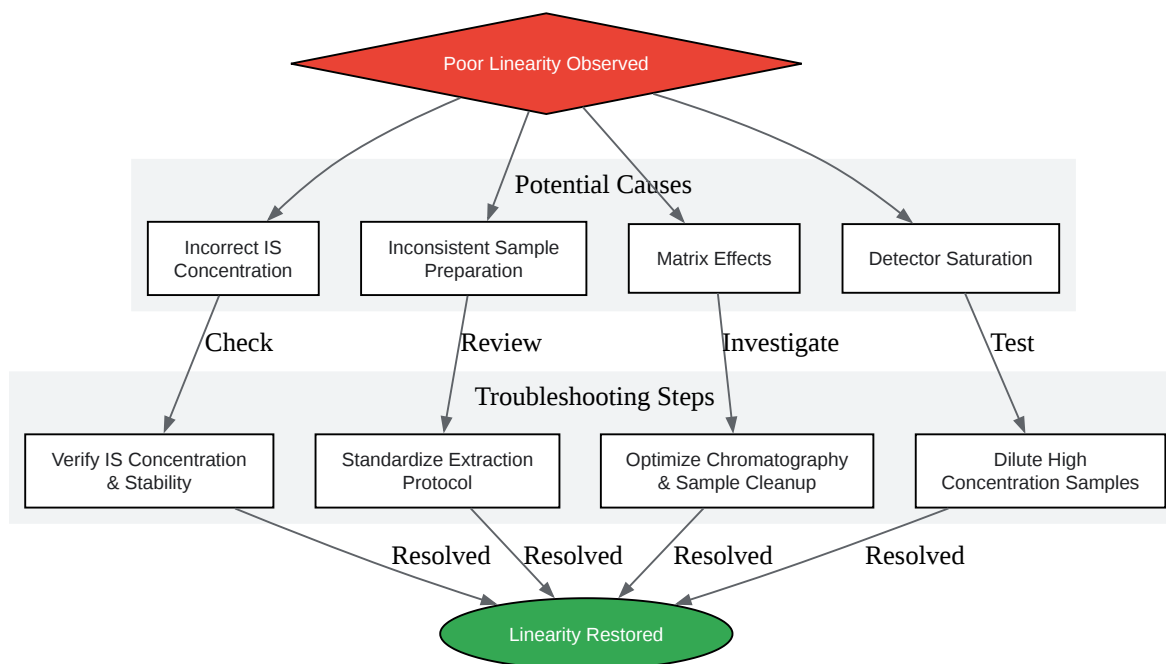 Poor Linearity Observed
Potential Causes
Incorrect IS
Concentration
Inconsistent Sample
Preparation
Matrix Effects
Detector Saturation
Check
Review
Investigate
Test
Troubleshooting Steps
Verify IS Concentration
& Stability
Standardize Extraction
Protocol
Optimize Chromatography
& Sample Cleanup
Dilute High
Concentration Samples
Resolved
Resolved
Resolved
Resolved
Linearity Restored